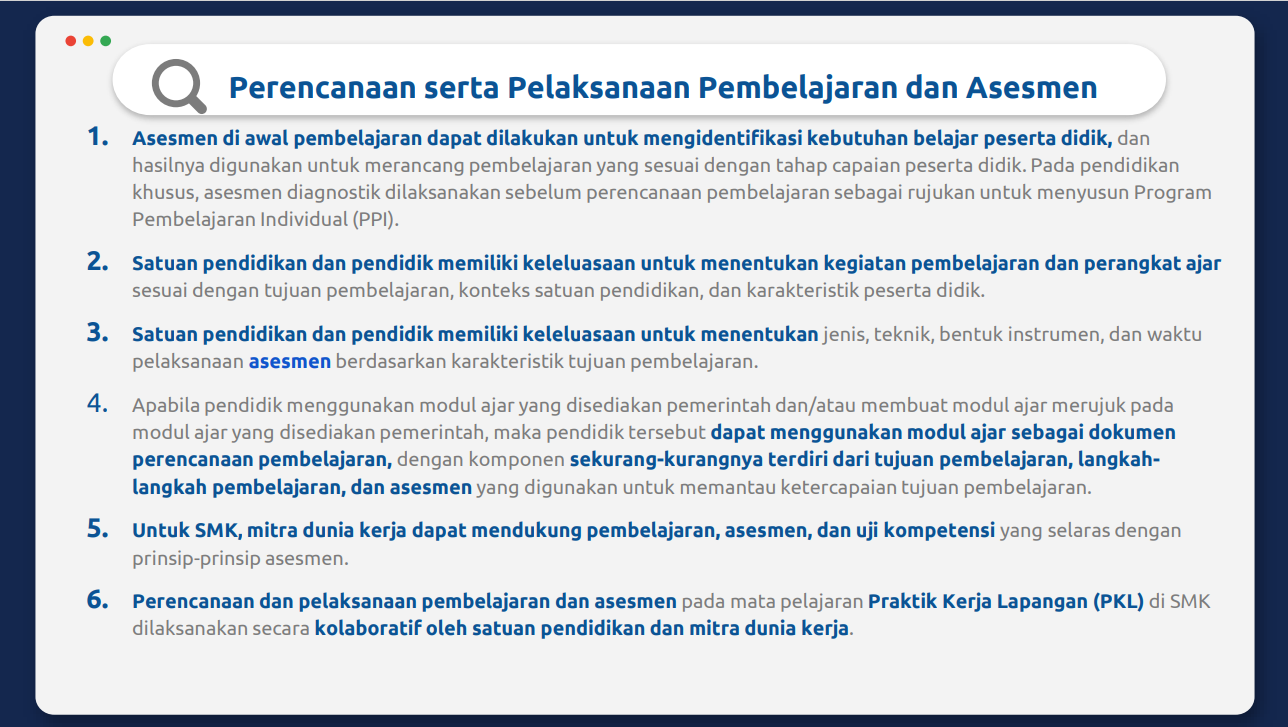 Perencanaan serta Pelaksanaan Pembelajaran dan Asesmen
1. Asesmen di awal pembelajaran dapat dilakukan untuk mengidentifikasi kebutuhan belajar peserta didik, dan
hasilnya digunakan untuk merancang pembelajaran yang sesuai dengan tahap capaian peserta didik. Pada pendidikan
khusus, asesmen diagnostik dilaksanakan sebelum perencanaan pembelajaran sebagai rujukan untuk menyusun Program
Pembelajaran Individual (PPI).
2. Satuan pendidikan dan pendidik memiliki keleluasaan untuk menentukan kegiatan pembelajaran dan perangkat ajar
sesuai dengan tujuan pembelajaran, konteks satuan pendidikan, dan karakteristik peserta didik.
3. Satuan pendidikan dan pendidik memiliki keleluasaan untuk menentukan jenis, teknik, bentuk instrumen, dan waktu
pelaksanaan asesmen berdasarkan karakteristik tujuan pembelajaran.
4. Apabila pendidik menggunakan modul ajar yang disediakan pemerintah dan/atau membuat modul ajar merujuk pada
modul ajar yang disediakan pemerintah, maka pendidik tersebut dapat menggunakan modul ajar sebagai dokumen
perencanaan pembelajaran, dengan komponen sekurang-kurangnya terdiri dari tujuan pembelajaran, langkah-
langkah pembelajaran, dan asesmen yang digunakan untuk memantau ketercapaian tujuan pembelajaran.
5. Untuk SMK, mitra dunia kerja dapat mendukung pembelajaran, asesmen, dan uji kompetensi yang selaras dengan
prinsip-prinsip asesmen.
6. Perencanaan dan pelaksanaan pembelajaran dan asesmen pada mata pelajaran Praktik Kerja Lapangan (PKL) di SMK
dilaksanakan secara kolaboratif oleh satuan pendidikan dan mitra dunia kerja.